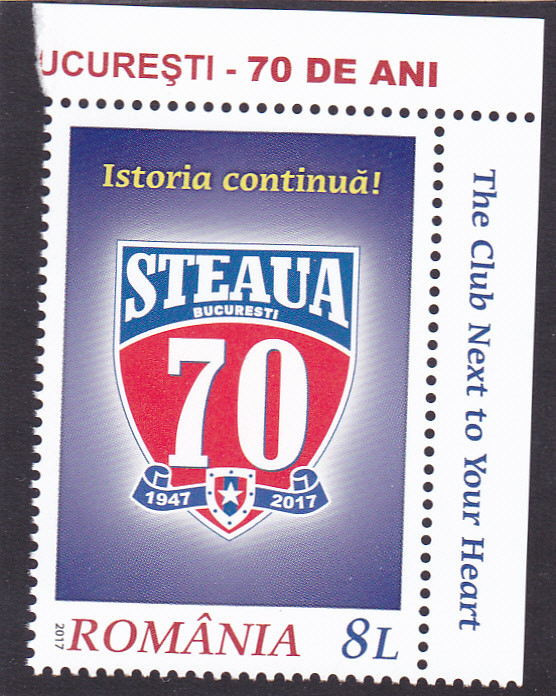 UCUREŞTI - 70 DE ANI
Istoria continuă!
STEAUA
BUCURESTI
70
1947 2017
2017
ROMÂNIA 8L
The Club Next to Your Heart